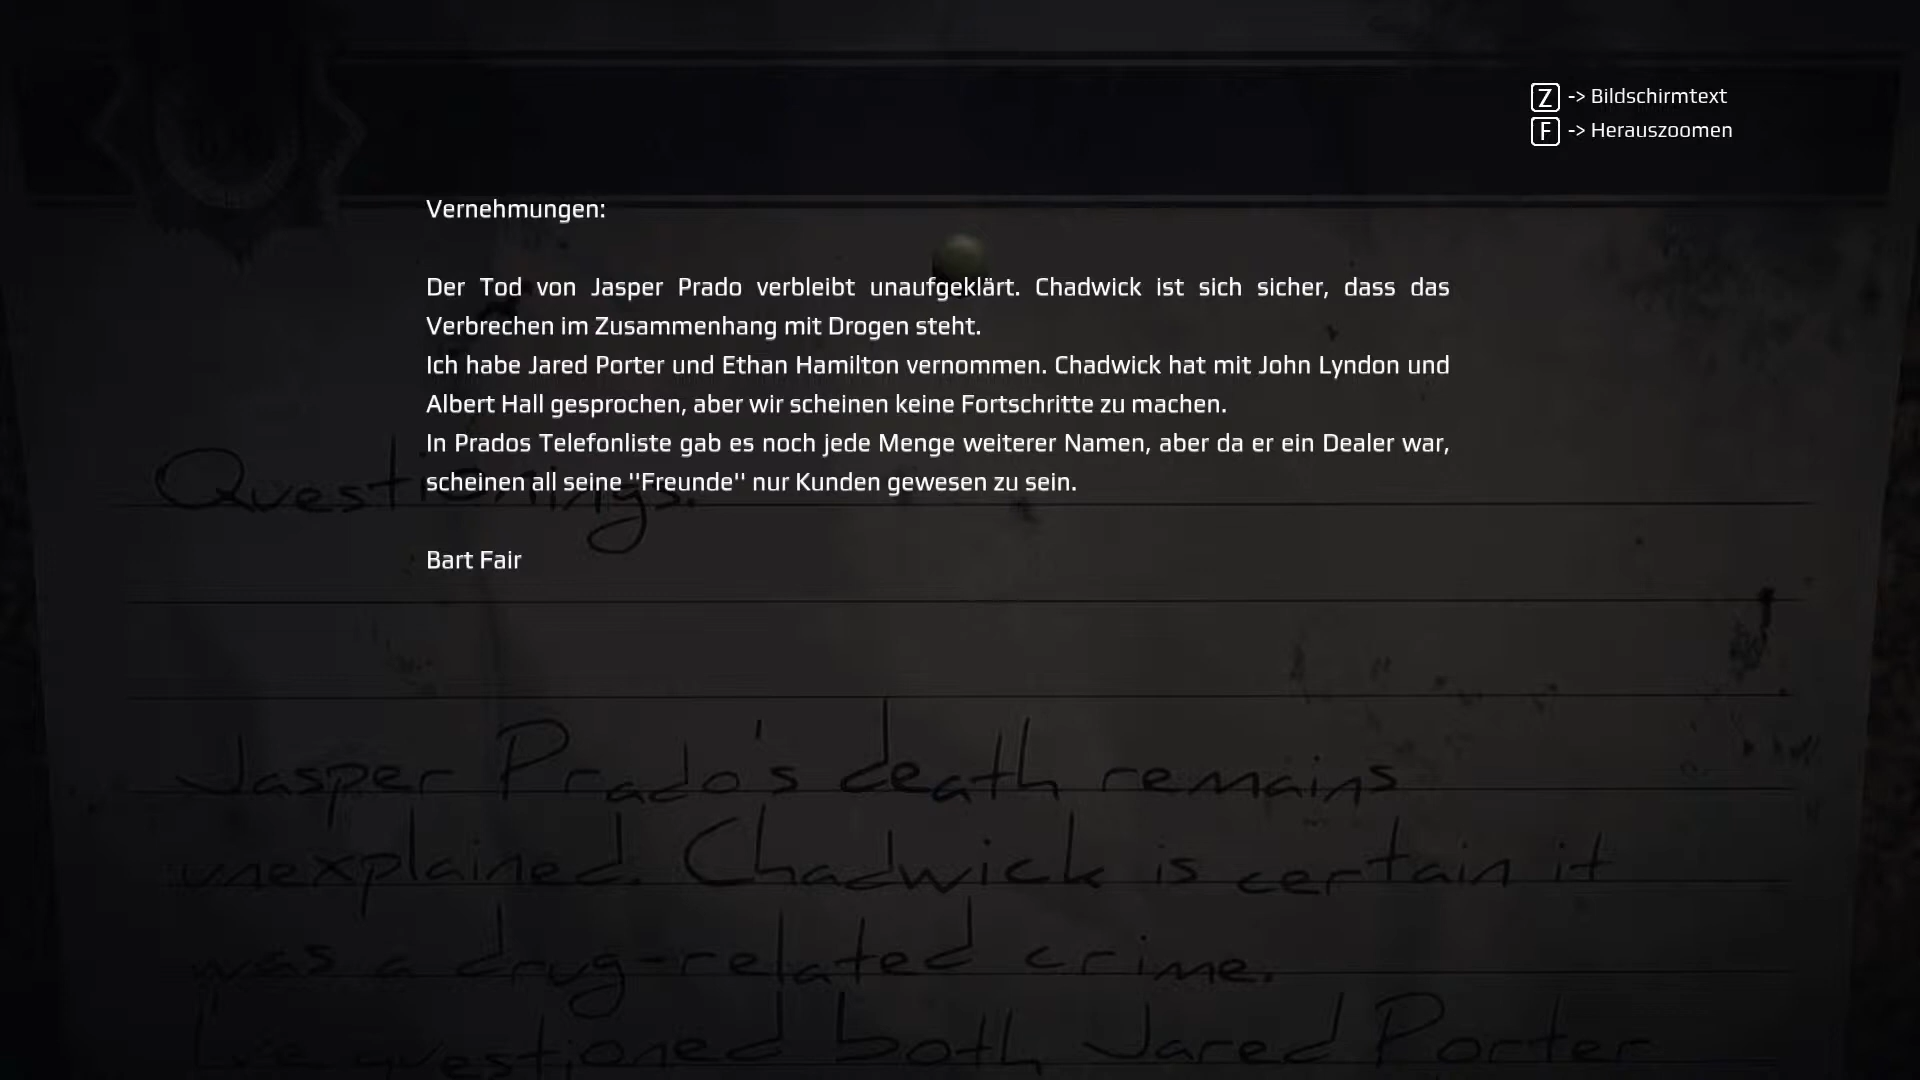 Z -> Bildschirmtext
F -> Herauszoomen
Vernehmungen:
Der Tod von Jasper Prado verbleibt unaufgeklärt. Chadwick ist sich sicher, dass das
Verbrechen im Zusammenhang mit Drogen steht.
Ich habe Jared Porter und Ethan Hamilton vernommen. Chadwick hat mit John Lyndon und
Albert Hall gesprochen, aber wir scheinen keine Fortschritte zu machen.
In Prados Telefonliste gab es noch jede Menge weiterer Namen, aber da er ein Dealer war,
scheinen all seine ''Freunde'' nur Kunden gewesen zu sein.
Bart Fair
Questionings.
Jasper Prado's death remains
unexplained. Chadwick is certain it
was a drug-related crime.
I've questioned both Jared Porter